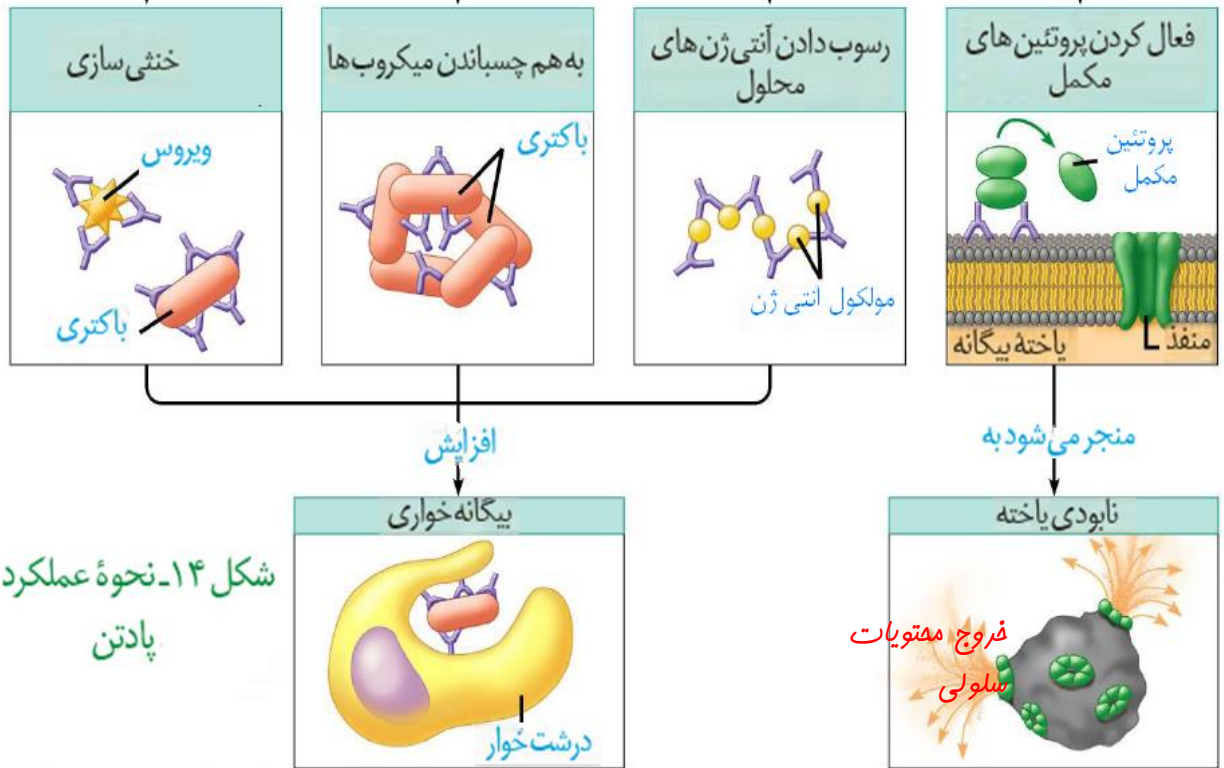 فعال کردن پروتئین‌های
مکمل
رسوب دادن آنتی‌ژن‌های
محلول
به هم چسباندن میکروب‌ها
خنثی سازی
پروتئین
مکمل
منفذ
یاختهٔ بیگانه
مولکول انتی ژن
باکتری
ویروس
باکتری
منجر می‌شود به
افزایش
نابودی یاخته
خروج محتویات
سلولی
بیگانه‌خواری
درشت‌خوار
شکل ۱۴ـ نحوهٔ عملکرد
پادتن